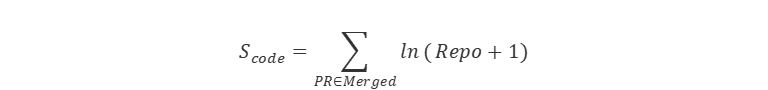 S_code = ∑_{PR∈Merged} ln (Repo + 1)